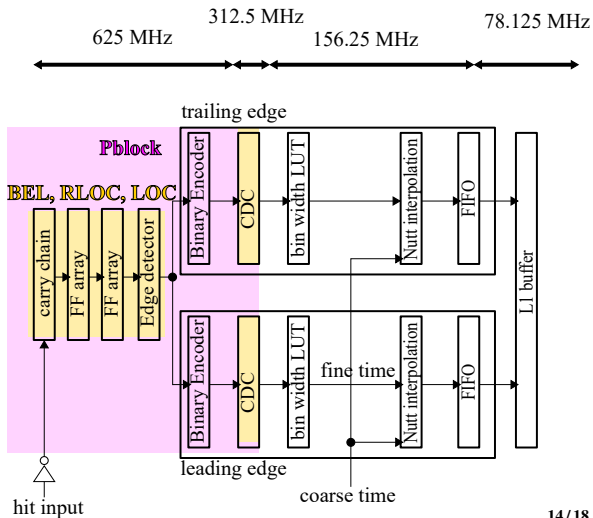 625 MHz
312.5 MHz
156.25 MHz
78.125 MHz
trailing edge
Pblock
BEL, RLOC, LOC
carry chain
FF array
FF array
Edge detector
Binary Encoder
CDC
bin width LUT
Nutt interpolation
FIFO
L1 buffer
Binary Encoder
CDC
bin width LUT
fine time
Nutt interpolation
FIFO
leading edge
hit input
coarse time
14/18